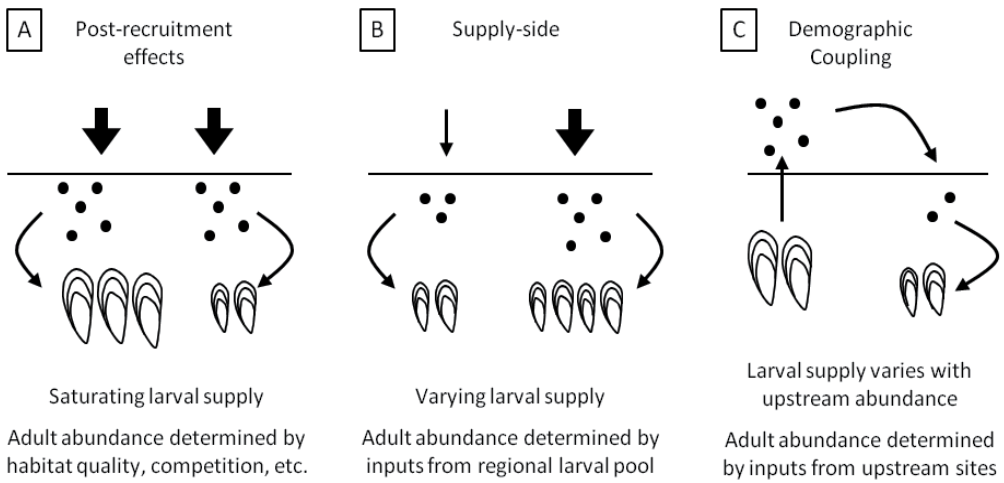 A
Post-recruitment
effects
Saturating larval supply
Adult abundance determined by
habitat quality, competition, etc.
B
Supply-side
Varying larval supply
Adult abundance determined by
inputs from regional larval pool
C
Demographic
Coupling
Larval supply varies with
upstream abundance
Adult abundance determined
by inputs from upstream sites